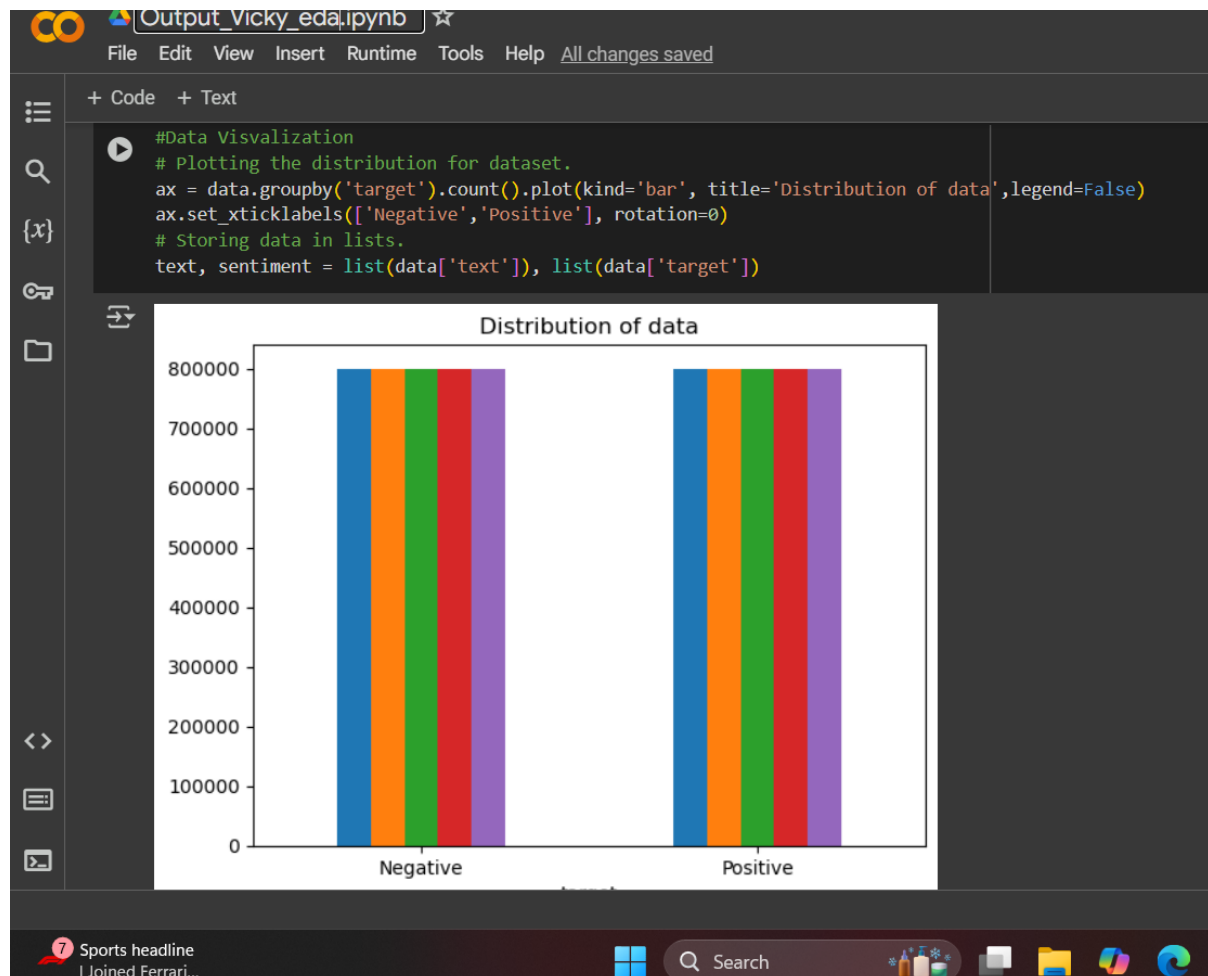 Output_Vicky_eda.ipynb
File Edit View Insert Runtime Tools Help All changes saved
+ Code + Text
#Data Visvalization
# Plotting the distribution for dataset.
ax = data.groupby('target').count().plot(kind='bar', title='Distribution of data',legend=False)
ax.set_xticklabels(['Negative','Positive'], rotation=0)
# Storing data in lists.
text, sentiment = list(data['text']), list(data['target'])
{x}
Distribution of data
800000
700000
600000
500000
400000
300000
200000
100000
0
Negative Positive
7 Sports headline
Joined Ferrari...
Search